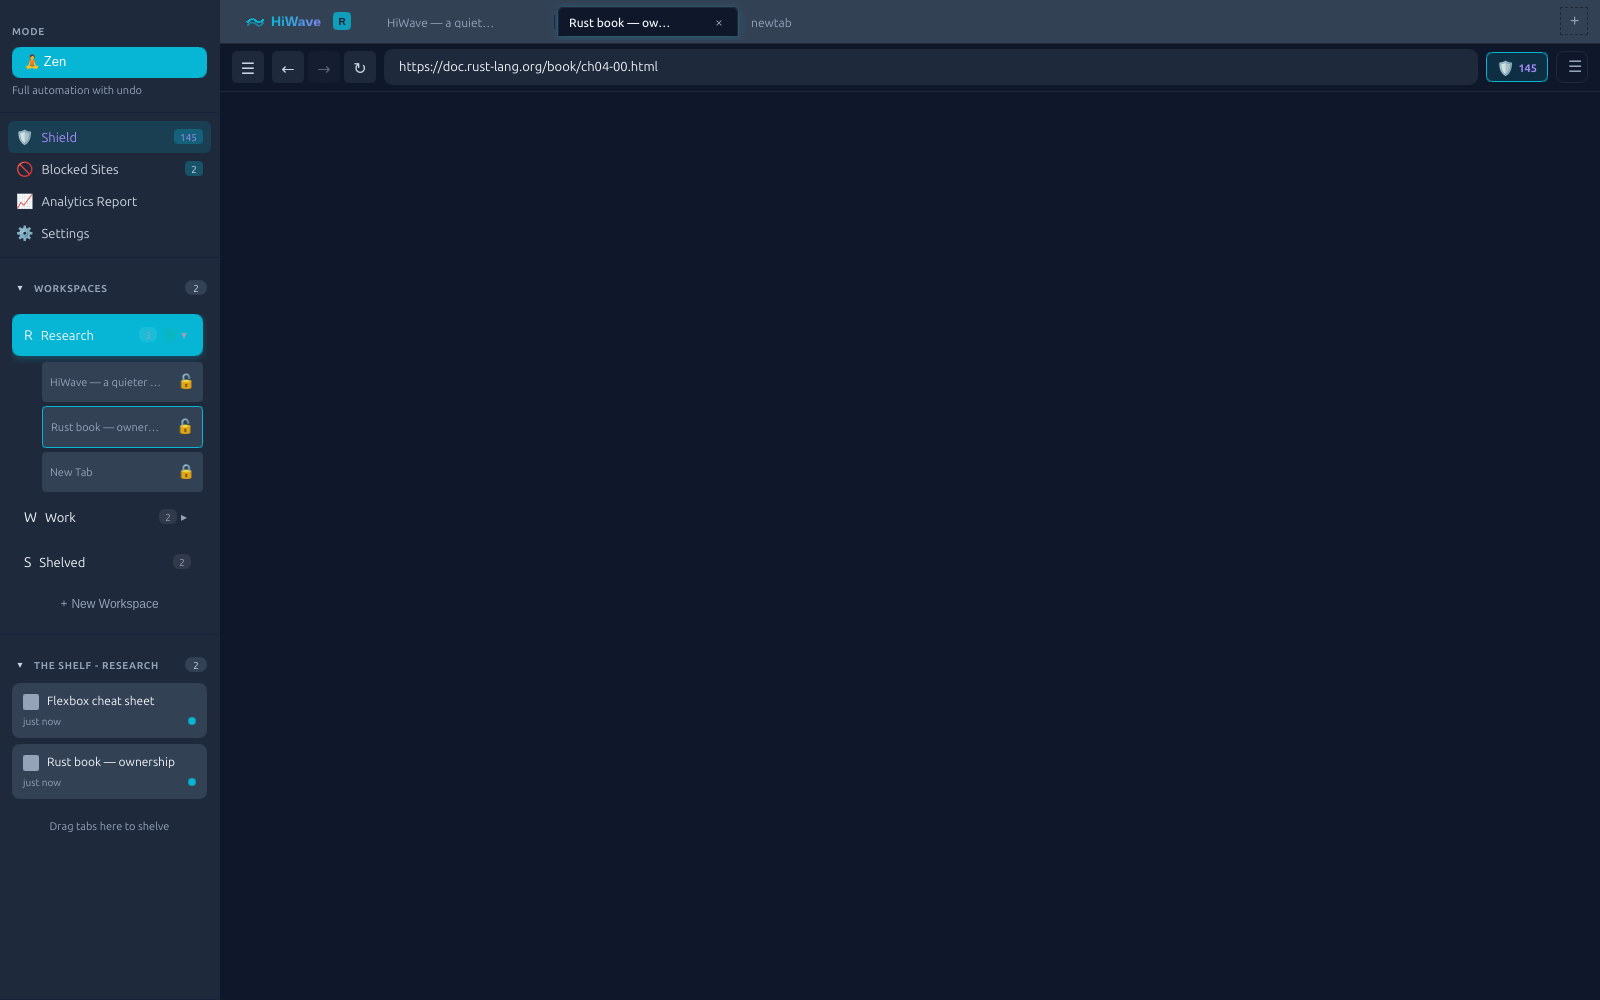 MODE
🧘 Zen
Full automation with undo
Shield 145
Blocked Sites 2
Analytics Report
Settings
WORKSPACES 2
R Research
HiWave — a quieter ...
Rust book — owner...
New Tab
W Work 2
S Shelved 2
+ New Workspace
THE SHELF - RESEARCH 2
Flexbox cheat sheet
just now
Rust book — ownership
just now
Drag tabs here to shelve
HiWave R
HiWave — a quiet...
Rust book — ow... ×
newtab
+
https://doc.rust-lang.org/book/ch04-00.html
145